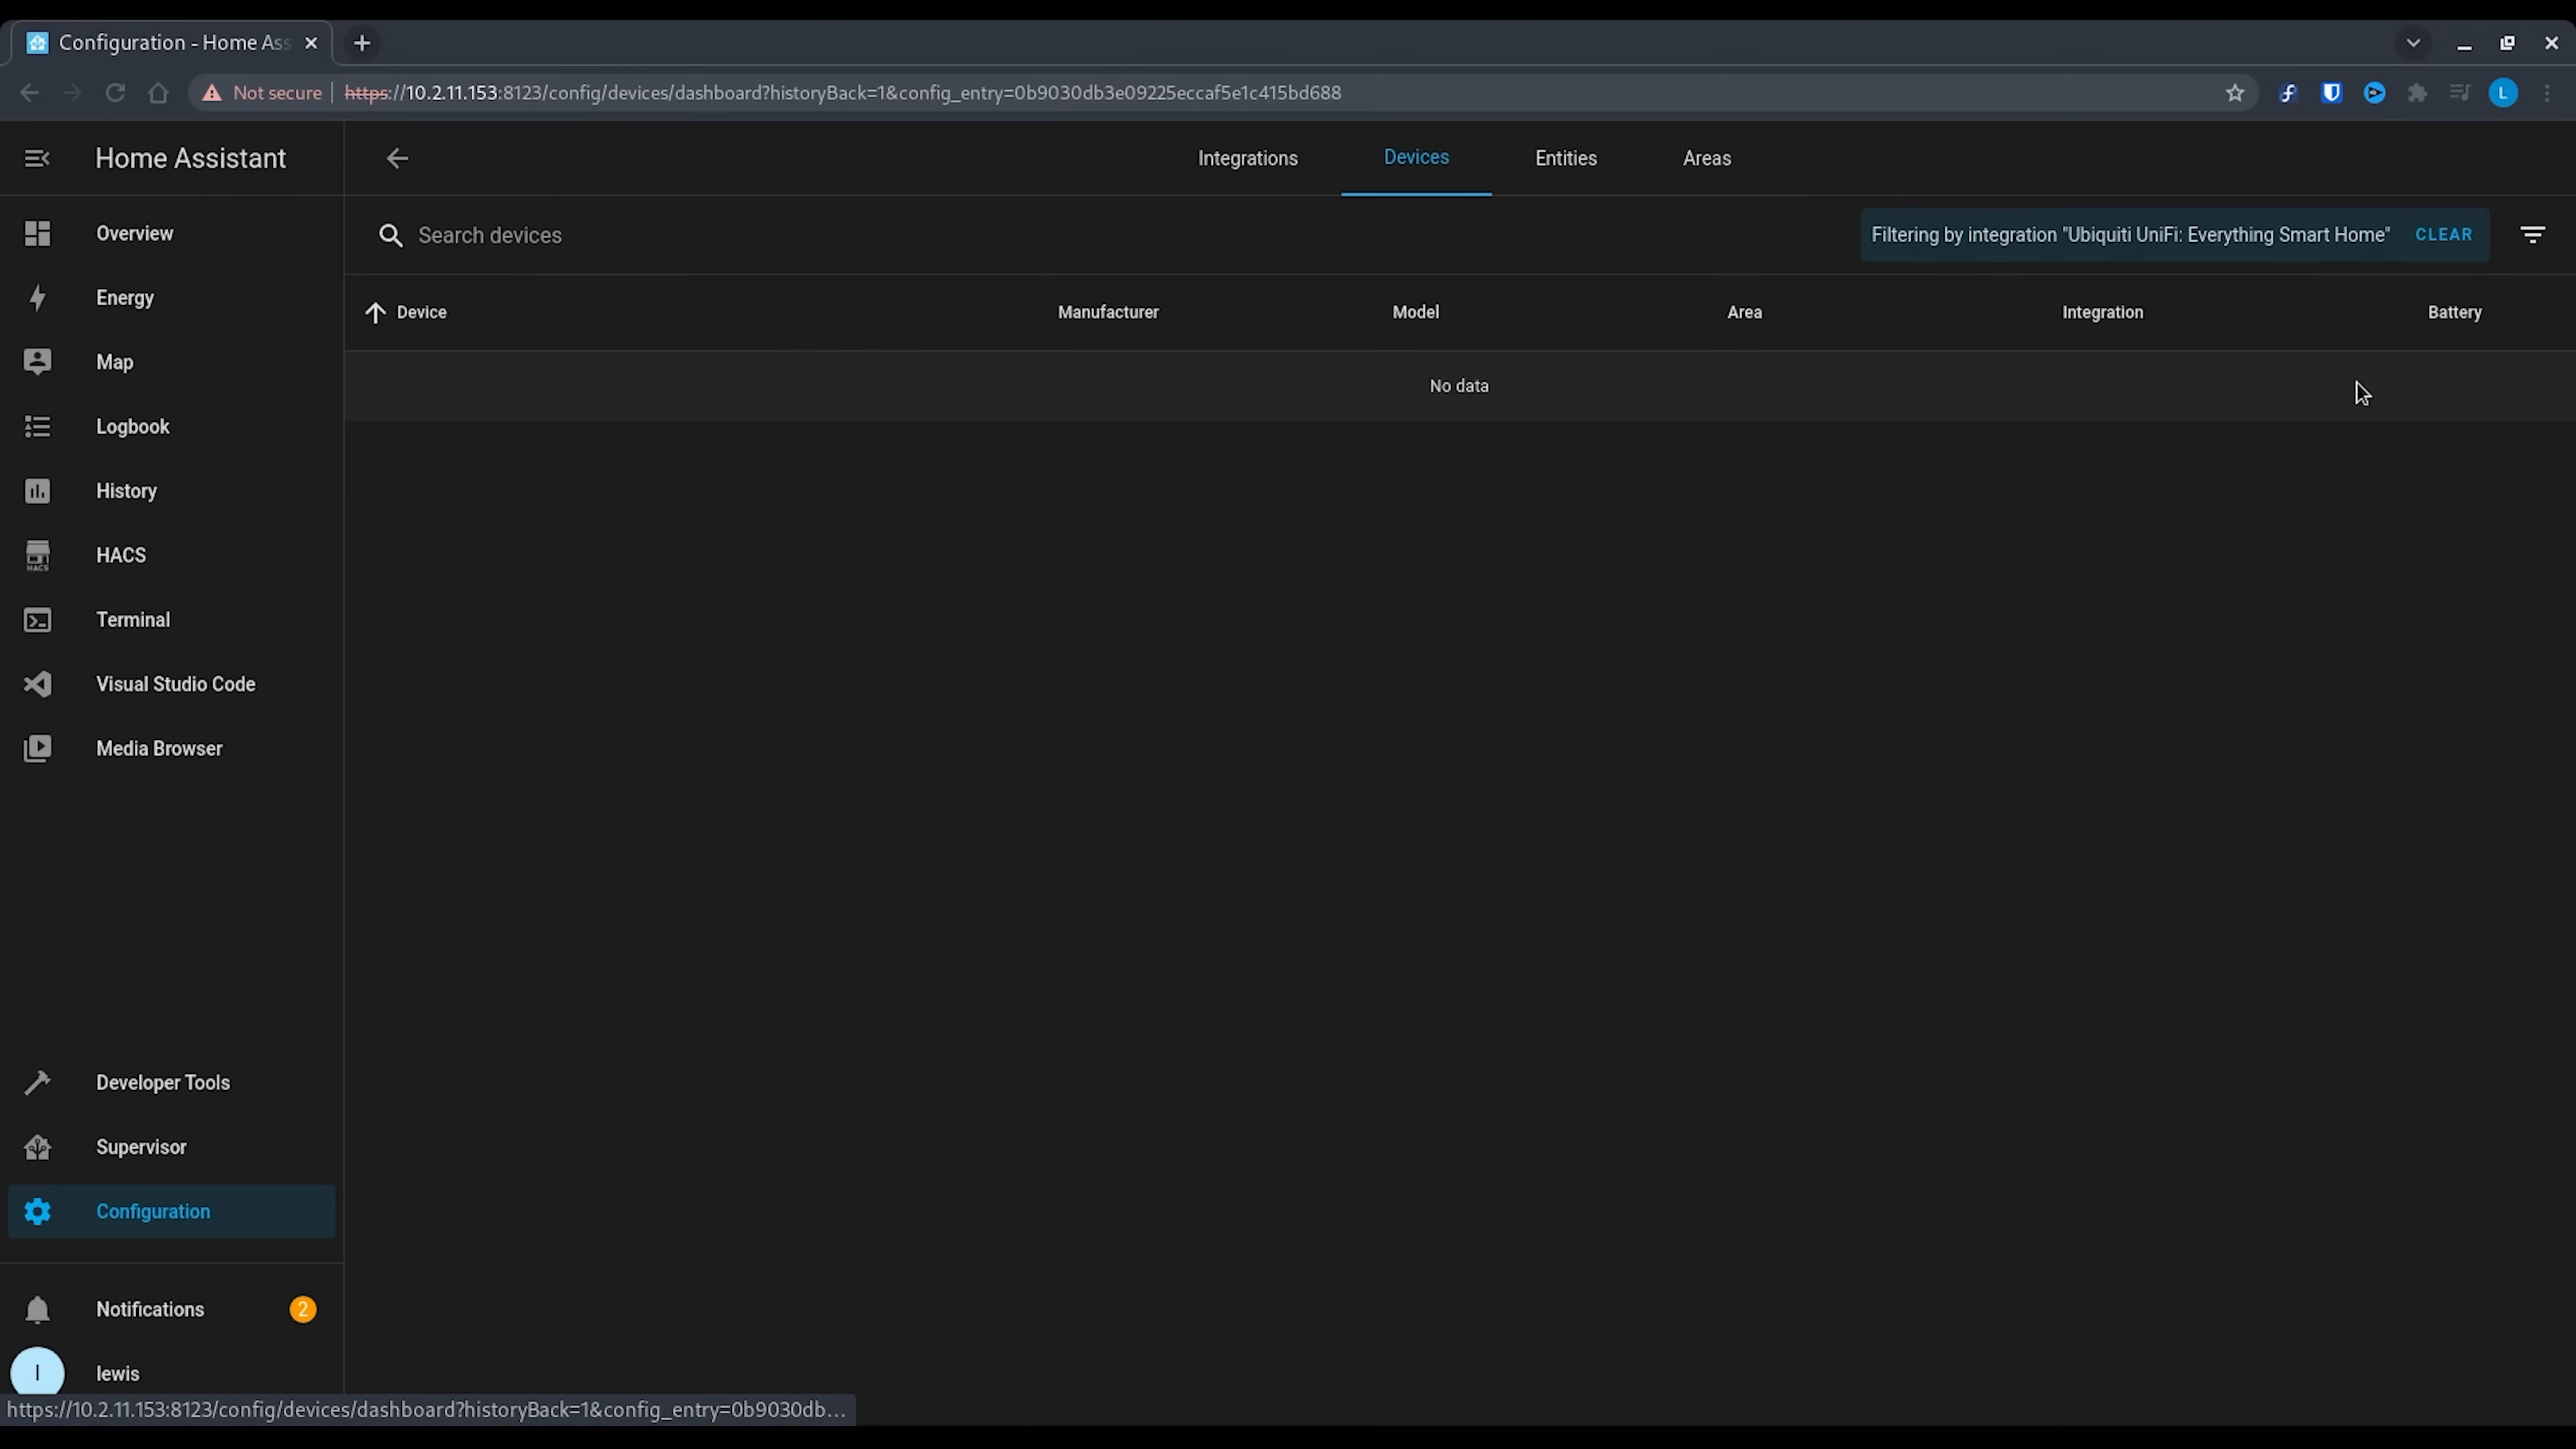 Configuration - Home Ass
Not secure
https://10.2.11.153:8123/config/devices/dashboard?historyBack=1&config_entry=0b9030db3e09225eccaf5e1c415bd688
L
Home Assistant
Integrations
Devices
Entities
Areas
Overview
Energy
Map
Logbook
History
HACS
HACS
Terminal
Visual Studio Code
Media Browser
Developer Tools
Supervisor
Configuration
Notifications
2
l
lewis
Search devices
Filtering by integration "Ubiquiti UniFi: Everything Smart Home"
CLEAR
Device
Manufacturer
Model
Area
Integration
Battery
No data
https://10.2.11.153:8123/config/devices/dashboard?historyBack=1&config_entry=0b9030db...